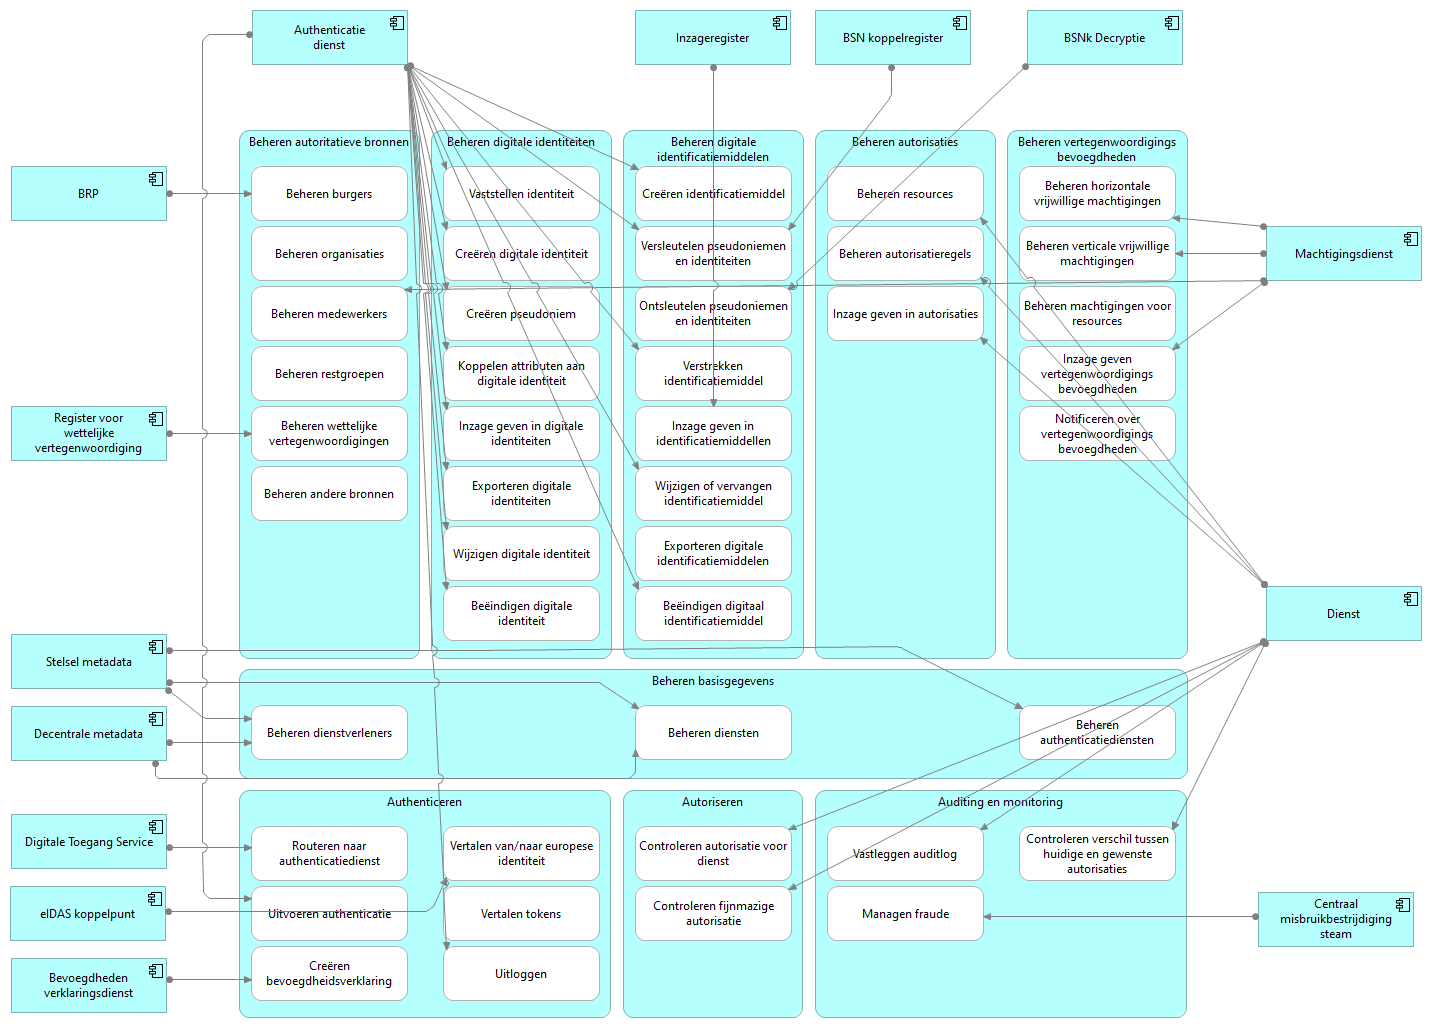 Authenticatie
dienst
Inzageregister
BSN koppelregister
BSNk Decryptie
Beheren autoritatieve bronnen
Beheren digitale identiteiten
Beheren digitale
identificatiemiddelen
Beheren autorisaties
Beheren vertegenwoordigings
bevoegdheden
BRP
Beheren burgers
Vaststellen identiteit
Creëren identificatiemiddel
Beheren resources
Beheren horizontale
vrijwillige machtigingen
Beheren organisaties
Creëren digitale identiteit
Versleutelen pseudoniemen
en identiteiten
Beheren autorisatieregels
Beheren verticale vrijwillige
machtigingen
Machtigingsdienst
Beheren medewerkers
Creëren pseudoniem
Ontsleutelen pseudoniemen
en identiteiten
Inzage geven in autorisaties
Beheren machtigingen voor
resources
Beheren restgroepen
Koppelen attributen aan
digitale identiteit
Verstrekken
identificatiemiddel
Inzage geven
vertegenwoordigings
bevoegdheden
Register voor
wettelijke
vertegenwoordiging
Beheren wettelijke
vertegenwoordigingen
Inzage geven in digitale
identiteiten
Inzage geven in
identificatiemiddellen
Notificeren over
vertegenwoordigings
bevoegdheden
Beheren andere bronnen
Exporteren digitale
identiteiten
Wijzigen of vervangen
identificatiemiddel
Wijzigen digitale identiteit
Exporteren digitale
identificatiemiddelen
Beëindigen digitale
identiteit
Beëindigen digitaal
identificatiemiddel
Dienst
Stelsel metadata
Beheren basisgegevens
Decentrale metadata
Beheren dienstverleners
Beheren diensten
Beheren
authenticatiediensten
Authenticeren
Autoriseren
Auditing en monitoring
Digitale Toegang Service
Routeren naar
authenticatiedienst
Vertalen van/naar europese
identiteit
Controleren autorisatie voor
dienst
Vastleggen auditlog
Controleren verschil tussen
huidige en gewenste
autorisaties
eIDAS koppelpunt
Uitvoeren authenticatie
Vertalen tokens
Controleren fijnmazige
autorisatie
Managen fraude
Centraal
misbruikbestrijdiging
steam
Bevoegdheden
verklaringsdienst
Creëren
bevoegdheidsverklaring
Uitloggen